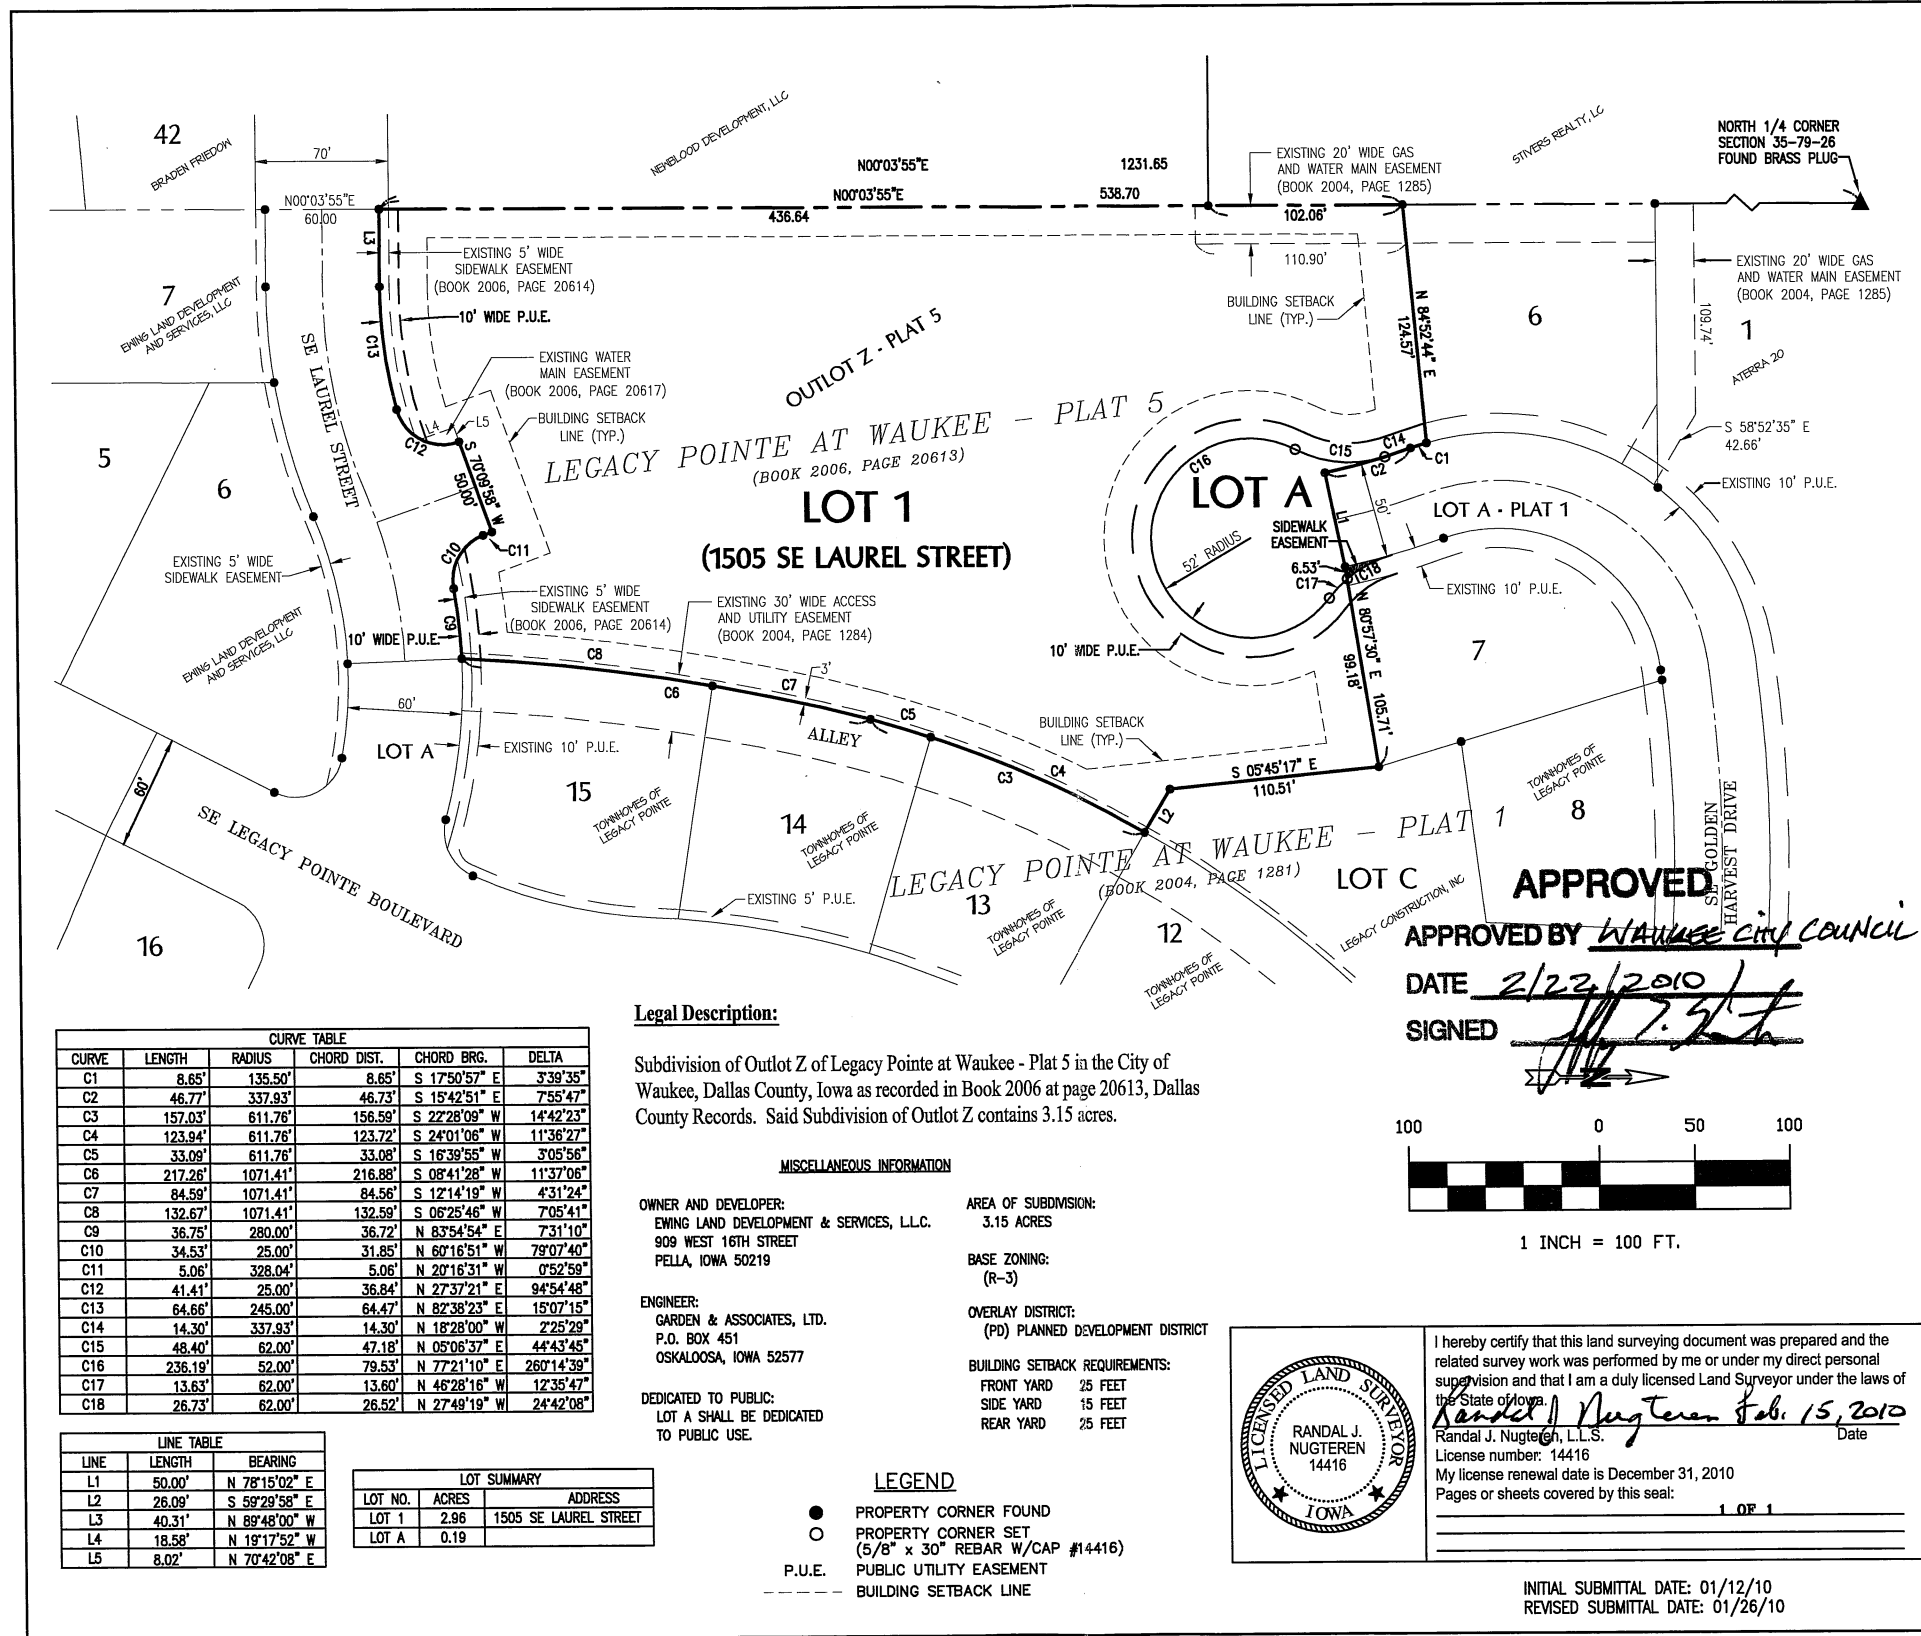 42
BRADEN FRIEDOW
70'
N00°03'55"E
60.00
NEWBLOOD DEVELOPMENT, LLC
N00°03'55"E 1231.65
N00°03'55"E 538.70
436.64
EXISTING 20' WIDE GAS
AND WATER MAIN EASEMENT
(BOOK 2004, PAGE 1285)
102.06'
110.90'
STIVERS REALTY, LC
NORTH 1/4 CORNER
SECTION 35-79-26
FOUND BRASS PLUG
L3
EXISTING 5' WIDE
SIDEWALK EASEMENT
(BOOK 2006, PAGE 20614)
10' WIDE P.U.E.
7
EWING LAND DEVELOPMENT
AND SERVICES, LLC
SE LAUREL STREET
C13
EXISTING WATER
MAIN EASEMENT
(BOOK 2006, PAGE 20617)
BUILDING SETBACK
LINE (TYP.)
L4
L5
C12
S 70°09'58" W
50.00'
OUTLOT Z - PLAT 5
LEGACY POINTE AT WAUKEE - PLAT 5
(BOOK 2006, PAGE 20613)
LOT 1
(1505 SE LAUREL STREET)
BUILDING SETBACK
LINE (TYP.)
N 84°52'44" E
124.57'
6
EXISTING 20' WIDE GAS
AND WATER MAIN EASEMENT
(BOOK 2004, PAGE 1285)
109.74'
1
ATERRA 20
S 58°52'35" E
42.66'
EXISTING 10' P.U.E.
C16
C15
C14
C2
C1
LOT A
L1
50'
LOT A - PLAT 1
SIDEWALK
EASEMENT
52' RADIUS
6.53'
C17
C18
EXISTING 10' P.U.E.
10' WIDE P.U.E.
N 80°57'30" E 105.71'
99.18'
7
5
6
EXISTING 5' WIDE
SIDEWALK EASEMENT
EWING LAND DEVELOPMENT
AND SERVICES, LLC
C10
C11
C9
10' WIDE P.U.E.
EXISTING 5' WIDE
SIDEWALK EASEMENT
(BOOK 2006, PAGE 20614)
EXISTING 30' WIDE ACCESS
AND UTILITY EASEMENT
(BOOK 2004, PAGE 1284)
C8
C6
C7
3'
C5
ALLEY
C3
C4
BUILDING SETBACK
LINE (TYP.)
S 05°45'17" E
110.51'
L2
60'
LOT A
EXISTING 10' P.U.E.
60'
SE LEGACY POINTE BOULEVARD
16
15
TOWNHOMES OF
LEGACY POINTE
14
TOWNHOMES OF
LEGACY POINTE
EXISTING 5' P.U.E.
LEGACY POINTE AT WAUKEE - PLAT 1
(BOOK 2004, PAGE 1281)
13
TOWNHOMES OF
LEGACY POINTE
12
TOWNHOMES OF
LEGACY POINTE
LOT C
LEGACY CONSTRUCTION, INC
TOWNHOMES OF
LEGACY POINTE
8
SE GOLDEN
HARVEST DRIVE
APPROVED
APPROVED BY WAUKEE CITY COUNCIL
DATE 2/22/2010
SIGNED
Z
100 0 50 100
1 INCH = 100 FT.
Legal Description:
Subdivision of Outlot Z of Legacy Pointe at Waukee - Plat 5 in the City of
Waukee, Dallas County, Iowa as recorded in Book 2006 at page 20613, Dallas
County Records. Said Subdivision of Outlot Z contains 3.15 acres.
CURVE TABLE
CURVE LENGTH RADIUS CHORD DIST. CHORD BRG. DELTA
C1 8.65' 135.50' 8.65' S 17°50'57" E 3°39'35"
C2 46.77' 337.93' 46.73' S 15°42'51" E 7°55'47"
C3 157.03' 611.76' 156.59' S 22°28'09" W 14°42'23"
C4 123.94' 611.76' 123.72' S 24°01'06" W 11°36'27"
C5 33.09' 611.76' 33.08' S 16°39'55" W 3°05'56"
C6 217.26' 1071.41' 216.88' S 08°41'28" W 11°37'06"
C7 84.59' 1071.41' 84.56' S 12°14'19" W 4°31'24"
C8 132.67' 1071.41' 132.59' S 06°25'46" W 7°05'41"
C9 36.75' 280.00' 36.72' N 83°54'54" E 7°31'10"
C10 34.53' 25.00' 31.85' N 60°16'51" W 79°07'40"
C11 5.06' 328.04' 5.06' N 20°16'31" W 0°52'59"
C12 41.41' 25.00' 36.84' N 27°37'21" E 94°54'48"
C13 64.66' 245.00' 64.47' N 82°38'23" E 15°07'15"
C14 14.30' 337.93' 14.30' N 18°28'00" W 2°25'29"
C15 48.40' 62.00' 47.18' N 05°06'37" E 44°43'45"
C16 236.19' 52.00' 79.53' N 77°21'10" E 260°14'39"
C17 13.63' 62.00' 13.60' N 46°28'16" W 12°35'47"
C18 26.73' 62.00' 26.52' N 27°49'19" W 24°42'08"
LINE TABLE
LINE LENGTH BEARING
L1 50.00' N 78°15'02" E
L2 26.09' S 59°29'58" E
L3 40.31' N 89°48'00" W
L4 18.58' N 19°17'52" W
L5 8.02' N 70°42'08" E
LOT SUMMARY
LOT NO. ACRES ADDRESS
LOT 1 2.96 1505 SE LAUREL STREET
LOT A 0.19
MISCELLANEOUS INFORMATION
OWNER AND DEVELOPER:
EWING LAND DEVELOPMENT & SERVICES, L.L.C.
909 WEST 16TH STREET
PELLA, IOWA 50219
ENGINEER:
GARDEN & ASSOCIATES, LTD.
P.O. BOX 451
OSKALOOSA, IOWA 52577
DEDICATED TO PUBLIC:
LOT A SHALL BE DEDICATED
TO PUBLIC USE.
AREA OF SUBDIVISION:
3.15 ACRES
BASE ZONING:
(R-3)
OVERLAY DISTRICT:
(PD) PLANNED DEVELOPMENT DISTRICT
BUILDING SETBACK REQUIREMENTS:
FRONT YARD 25 FEET
SIDE YARD 15 FEET
REAR YARD 25 FEET
LEGEND
PROPERTY CORNER FOUND
PROPERTY CORNER SET
(5/8" x 30" REBAR W/CAP #14416)
P.U.E. PUBLIC UTILITY EASEMENT
BUILDING SETBACK LINE
LICENSED LAND SURVEYOR
RANDAL J.
NUGTEREN
14416
IOWA
I hereby certify that this land surveying document was prepared and the
related survey work was performed by me or under my direct personal
supervision and that I am a duly licensed Land Surveyor under the laws of
the State of Iowa.
Randal J Nugteren Feb. 15, 2010
Randal J. Nugteren, L.L.S. Date
License number: 14416
My license renewal date is December 31, 2010
Pages or sheets covered by this seal:
1 OF 1
INITIAL SUBMITTAL DATE: 01/12/10
REVISED SUBMITTAL DATE: 01/26/10